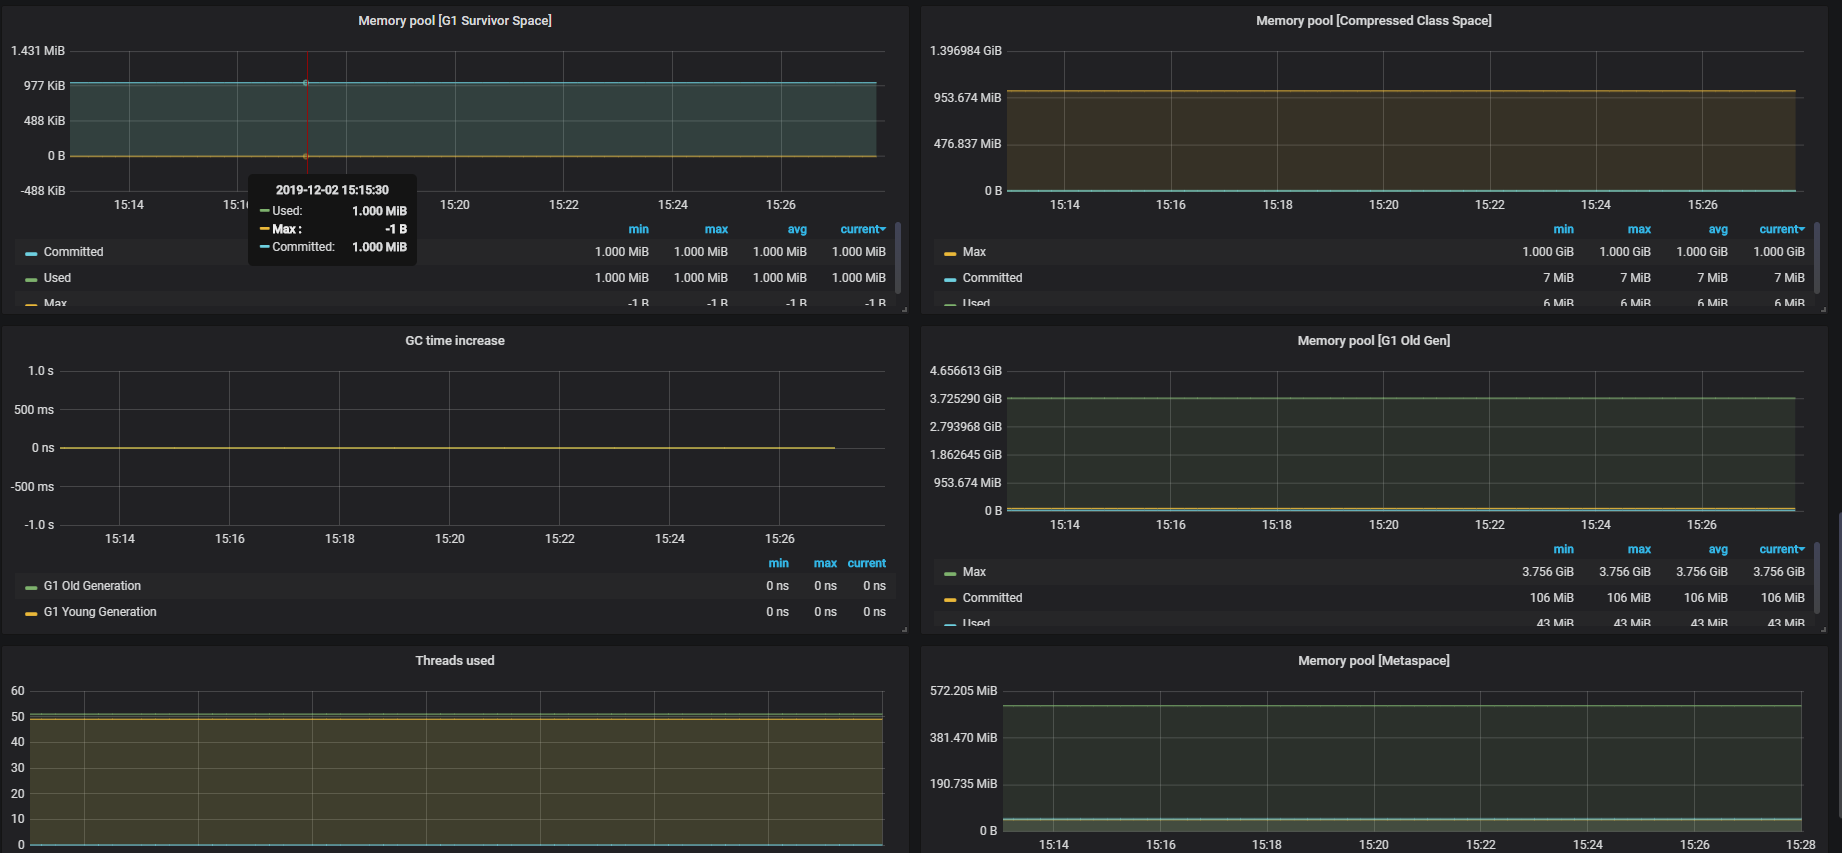 Memory pool [G1 Survivor Space]
1.431 MiB
977 KiB
488 KiB
0 B
-488 KiB
15:14
15:16
15:20
15:22
15:24
15:26
2019-12-02 15:15:30
Used: 1.000 MiB
Max : -1 B
Committed: 1.000 MiB
min max avg current
Committed 1.000 MiB 1.000 MiB 1.000 MiB 1.000 MiB
Used 1.000 MiB 1.000 MiB 1.000 MiB 1.000 MiB
Max -1 B -1 B -1 B -1 B
Memory pool [Compressed Class Space]
1.396984 GiB
953.674 MiB
476.837 MiB
0 B
15:14 15:16 15:18 15:20 15:22 15:24 15:26
min max avg current
Max 1.000 GiB 1.000 GiB 1.000 GiB 1.000 GiB
Committed 7 MiB 7 MiB 7 MiB 7 MiB
Used 6 MiB 6 MiB 6 MiB 6 MiB
GC time increase
1.0 s
500 ms
0 ns
-500 ms
-1.0 s
15:14 15:16 15:18 15:20 15:22 15:24 15:26
min max current
G1 Old Generation 0 ns 0 ns 0 ns
G1 Young Generation 0 ns 0 ns 0 ns
Memory pool [G1 Old Gen]
4.656613 GiB
3.725290 GiB
2.793968 GiB
1.862645 GiB
953.674 MiB
0 B
15:14 15:16 15:18 15:20 15:22 15:24 15:26
min max avg current
Max 3.756 GiB 3.756 GiB 3.756 GiB 3.756 GiB
Committed 106 MiB 106 MiB 106 MiB 106 MiB
Used 43 MiB 43 MiB 43 MiB 43 MiB
Threads used
60
50
40
30
20
10
0
Memory pool [Metaspace]
572.205 MiB
381.470 MiB
190.735 MiB
0 B
15:14 15:16 15:18 15:20 15:22 15:24 15:26 15:28